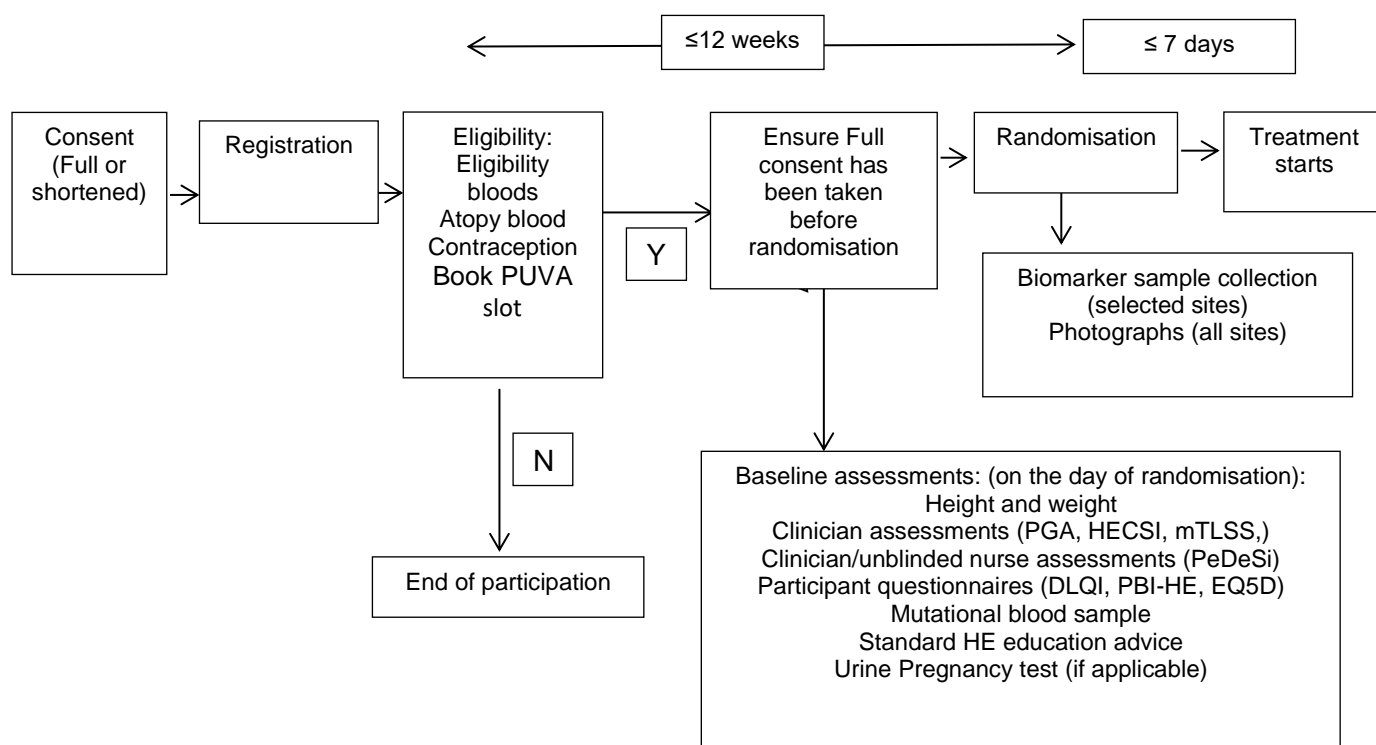 ≤12 weeks
≤ 7 days
Consent
(Full or
shortened)
Registration
Eligibility:
Eligibility
bloods
Atopy blood
Contraception
Book PUVA
slot
Y
N
End of participation
Ensure Full
consent has
been taken
before
randomisation
Randomisation
Treatment
starts
Biomarker sample collection
(selected sites)
Photographs (all sites)
Baseline assessments: (on the day of randomisation):
Height and weight
Clinician assessments (PGA, HECSI, mTLSS,)
Clinician/unblinded nurse assessments (PeDeSi)
Participant questionnaires (DLQI, PBI-HE, EQ5D)
Mutational blood sample
Standard HE education advice
Urine Pregnancy test (if applicable)